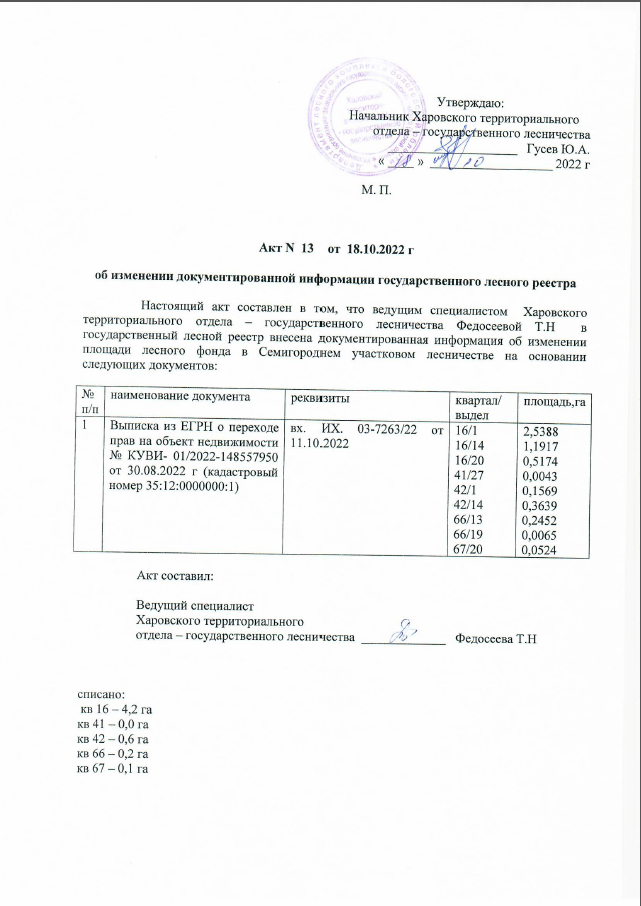 Утверждаю:
Начальник Харовского территориального
отдела – государственного лесничества
Гусев Ю.А.
« 18 » 10 2022 г
М. П.
Акт N 13 от 18.10.2022 г
об изменении документированной информации государственного лесного реестра
Настоящий акт составлен в том, что ведущим специалистом Харовского
территориального отдела – государственного лесничества Федосеевой Т.Н в
государственный лесной реестр внесена документированная информация об изменении
площади лесного фонда в Семигороднем участковом лесничестве на основании
следующих документов:
№ п/п наименование документа реквизиты квартал/ выдел площадь,га
1 Выписка из ЕГРН о переходе
прав на объект недвижимости
№ КУВИ- 01/2022-148557950
от 30.08.2022 г (кадастровый
номер 35:12:0000000:1)
вх. ИХ. 03-7263/22 от
11.10.2022
16/1 2,5388
16/14 1,1917
16/20 0,5174
41/27 0,0043
42/1 0,1569
42/14 0,3639
66/13 0,2452
66/19 0,0065
67/20 0,0524
Акт составил:
Ведущий специалист
Харовского территориального
отдела – государственного лесничества Федосеева Т.Н
списано:
кв 16 – 4,2 га
кв 41 – 0,0 га
кв 42 – 0,6 га
кв 66 – 0,2 га
кв 67 – 0,1 га